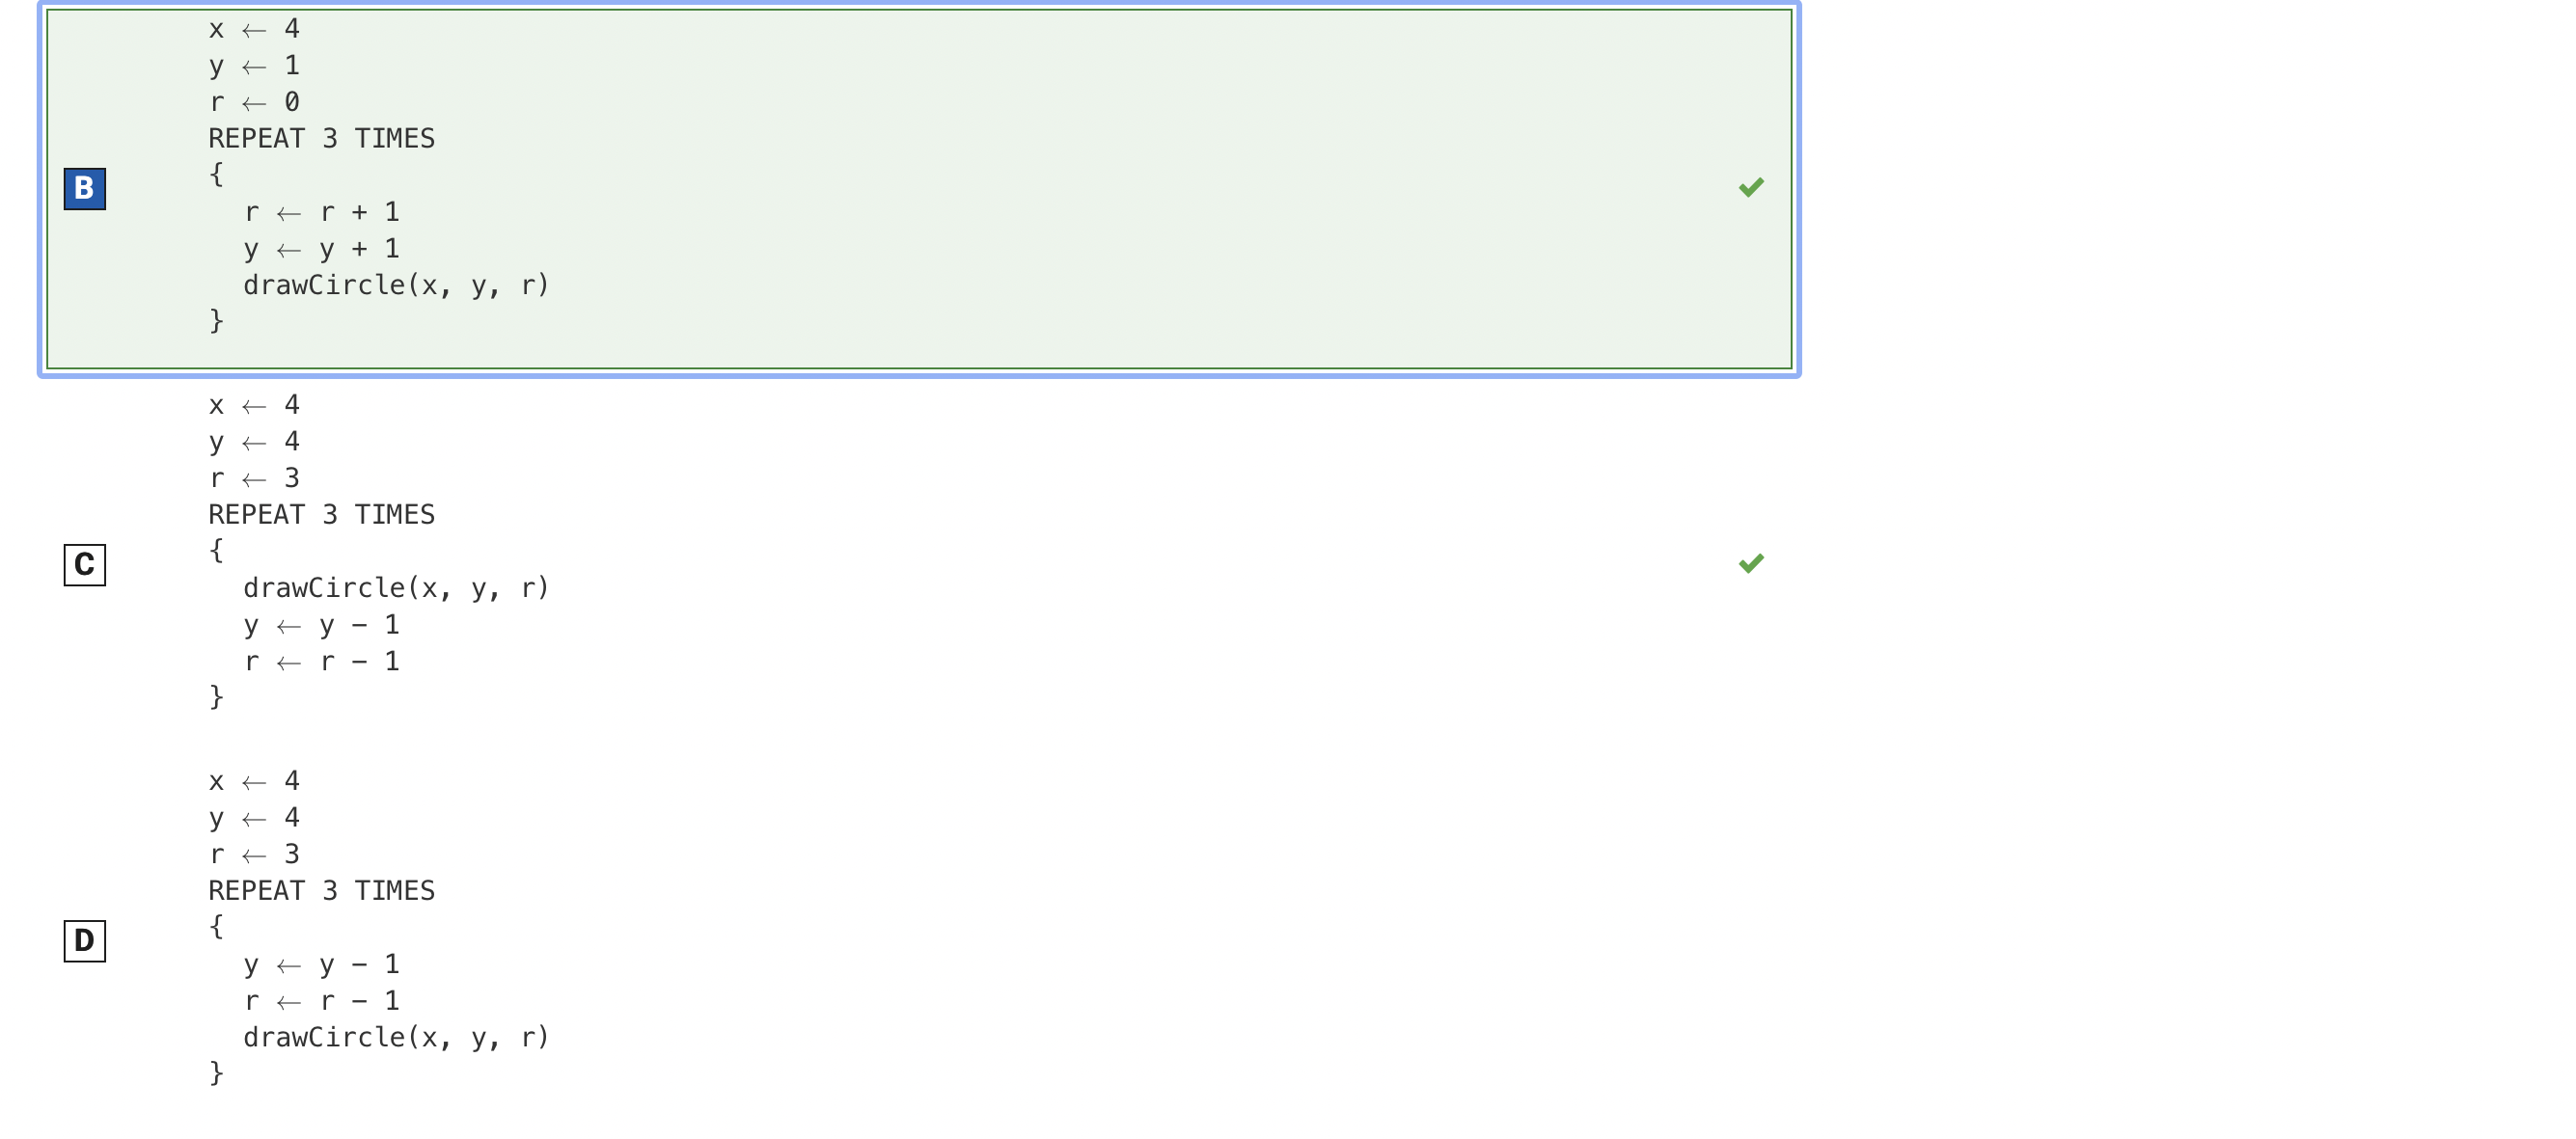 x ← 4
y ← 1
r ← 0
REPEAT 3 TIMES
{
B
r ← r + 1
y ← y + 1
drawCircle(x, y, r)
}
x ← 4
y ← 4
r ← 3
REPEAT 3 TIMES
{
C
drawCircle(x, y, r)
y ← y − 1
r ← r − 1
}
x ← 4
y ← 4
r ← 3
REPEAT 3 TIMES
{
D
y ← y − 1
r ← r − 1
drawCircle(x, y, r)
}